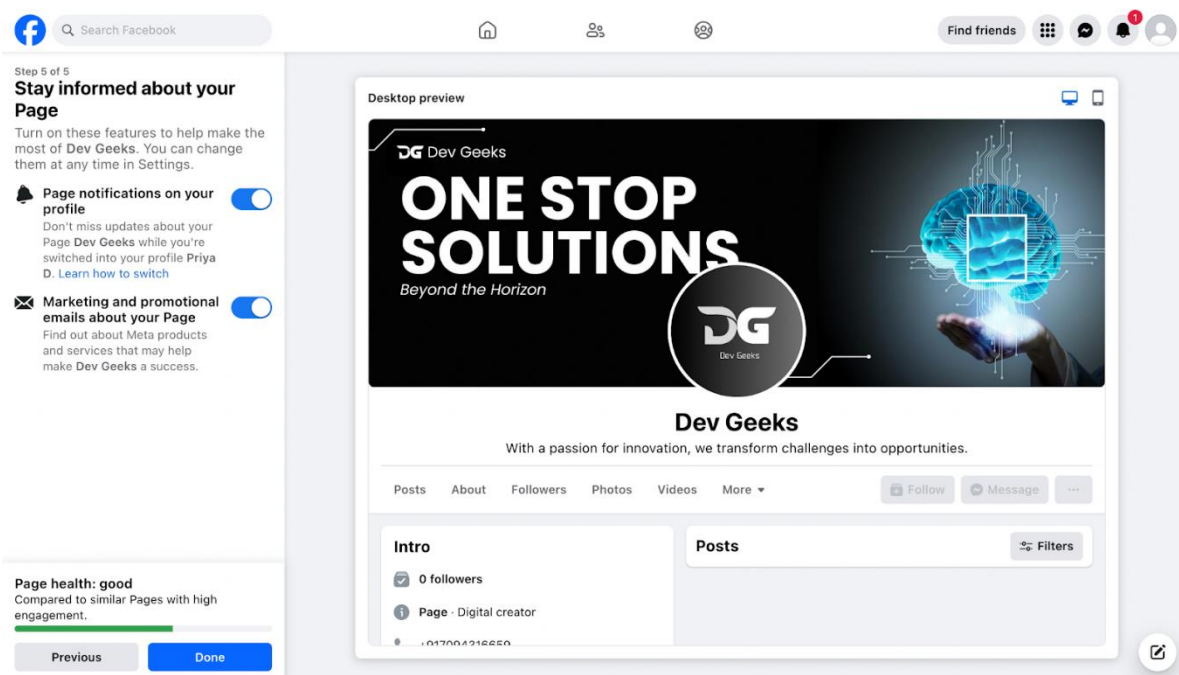 Search Facebook
Find friends
1
Step 5 of 5
Stay informed about your
Page
Turn on these features to help make the
most of Dev Geeks. You can change
them at any time in Settings.
Page notifications on your
profile
Don't miss updates about your
Page Dev Geeks while you're
switched into your profile Priya
D. Learn how to switch
Marketing and promotional
emails about your Page
Find out about Meta products
and services that may help
make Dev Geeks a success.
Page health: good
Compared to similar Pages with high
engagement.
Previous Done
Desktop preview
DG Dev Geeks
ONE STOP
SOLUTIONS
Beyond the Horizon
DG
Dev Geeks
Dev Geeks
With a passion for innovation, we transform challenges into opportunities.
Posts About Followers Photos Videos More Follow Message ...
Intro
0 followers
Page · Digital creator
Posts Filters